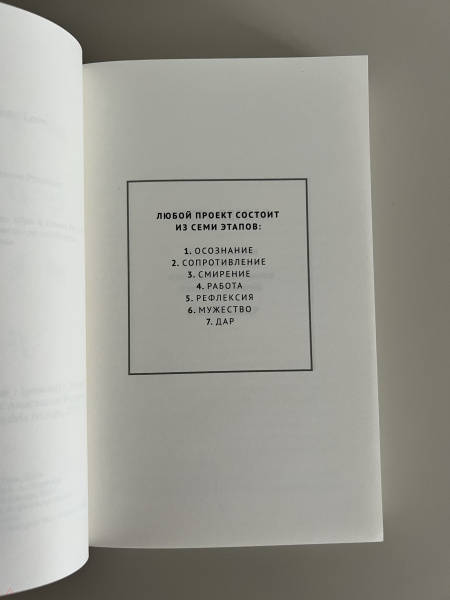 ЛЮБОЙ ПРОЕКТ СОСТОИТ
ИЗ СЕМИ ЭТАПОВ:
1. ОСОЗНАНИЕ
2. СОПРОТИВЛЕНИЕ
3. СМИРЕНИЕ
4. РАБОТА
5. РЕФЛЕКСИЯ
6. МУЖЕСТВО
7. ДАР